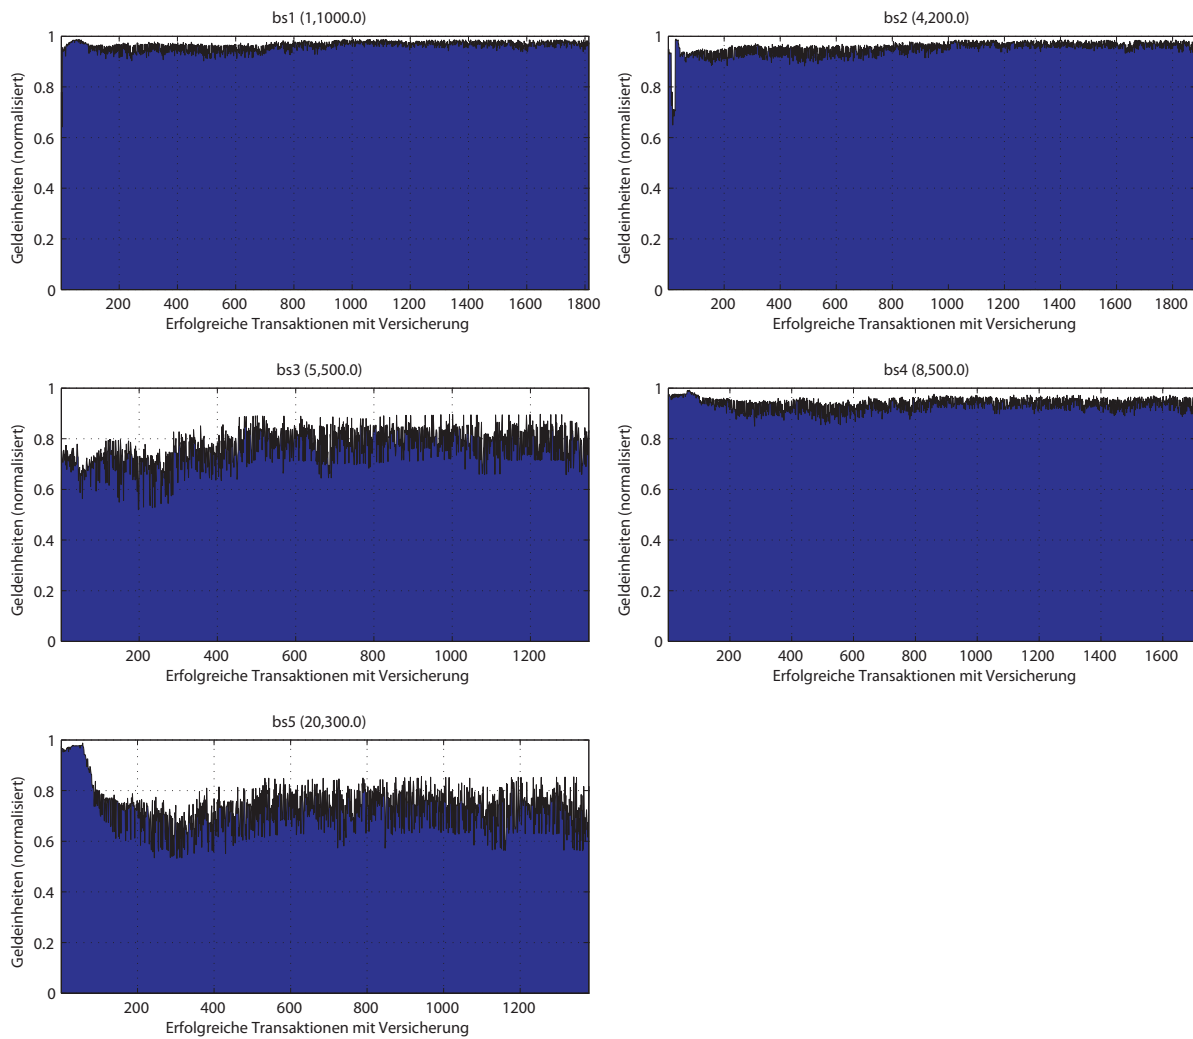 bs1 (1,1000.0)
Geldeinheiten (normalisiert)
1
0.8
0.6
0.4
0.2
0
200 400 600 800 1000 1200 1400 1600 1800
Erfolgreiche Transaktionen mit Versicherung
bs2 (4,200.0)
Geldeinheiten (normalisiert)
1
0.8
0.6
0.4
0.2
0
200 400 600 800 1000 1200 1400 1600 1800
Erfolgreiche Transaktionen mit Versicherung
bs3 (5,500.0)
Geldeinheiten (normalisiert)
1
0.8
0.6
0.4
0.2
0
200 400 600 800 1000 1200
Erfolgreiche Transaktionen mit Versicherung
bs4 (8,500.0)
Geldeinheiten (normalisiert)
1
0.8
0.6
0.4
0.2
0
200 400 600 800 1000 1200 1400 1600
Erfolgreiche Transaktionen mit Versicherung
bs5 (20,300.0)
Geldeinheiten (normalisiert)
1
0.8
0.6
0.4
0.2
0
200 400 600 800 1000 1200
Erfolgreiche Transaktionen mit Versicherung